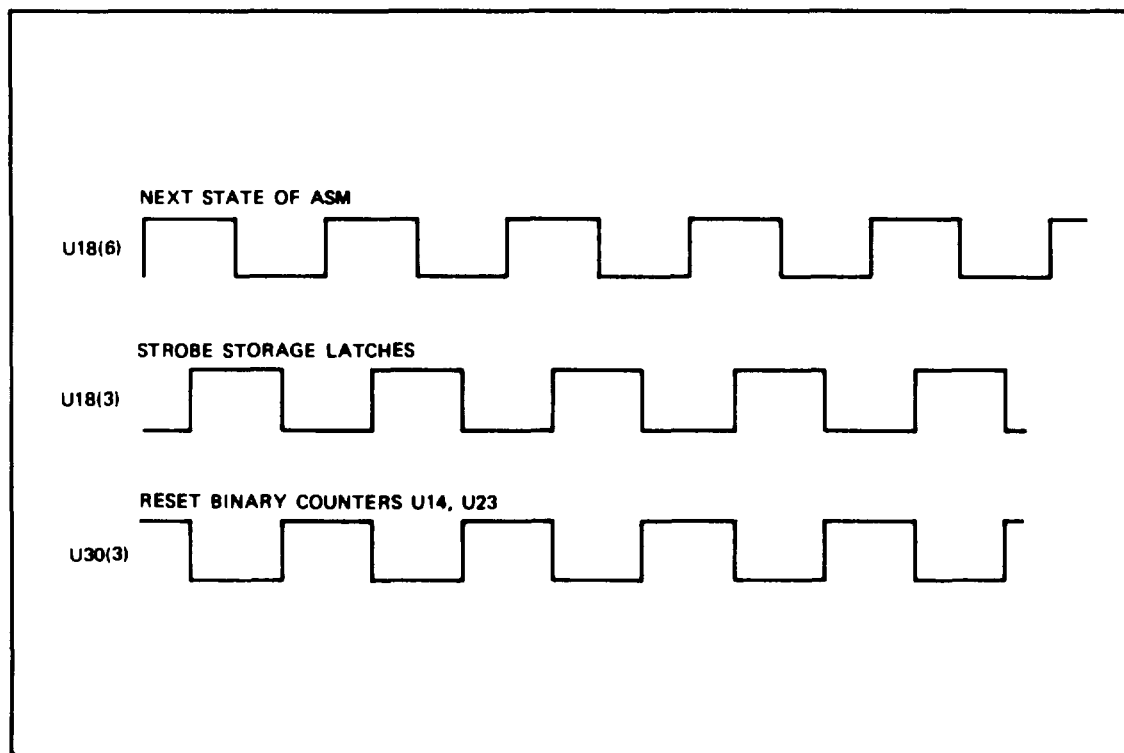 NEXT STATE OF ASM
U18(6)
STROBE STORAGE LATCHES
U18(3)
RESET BINARY COUNTERS U14, U23
U30(3)